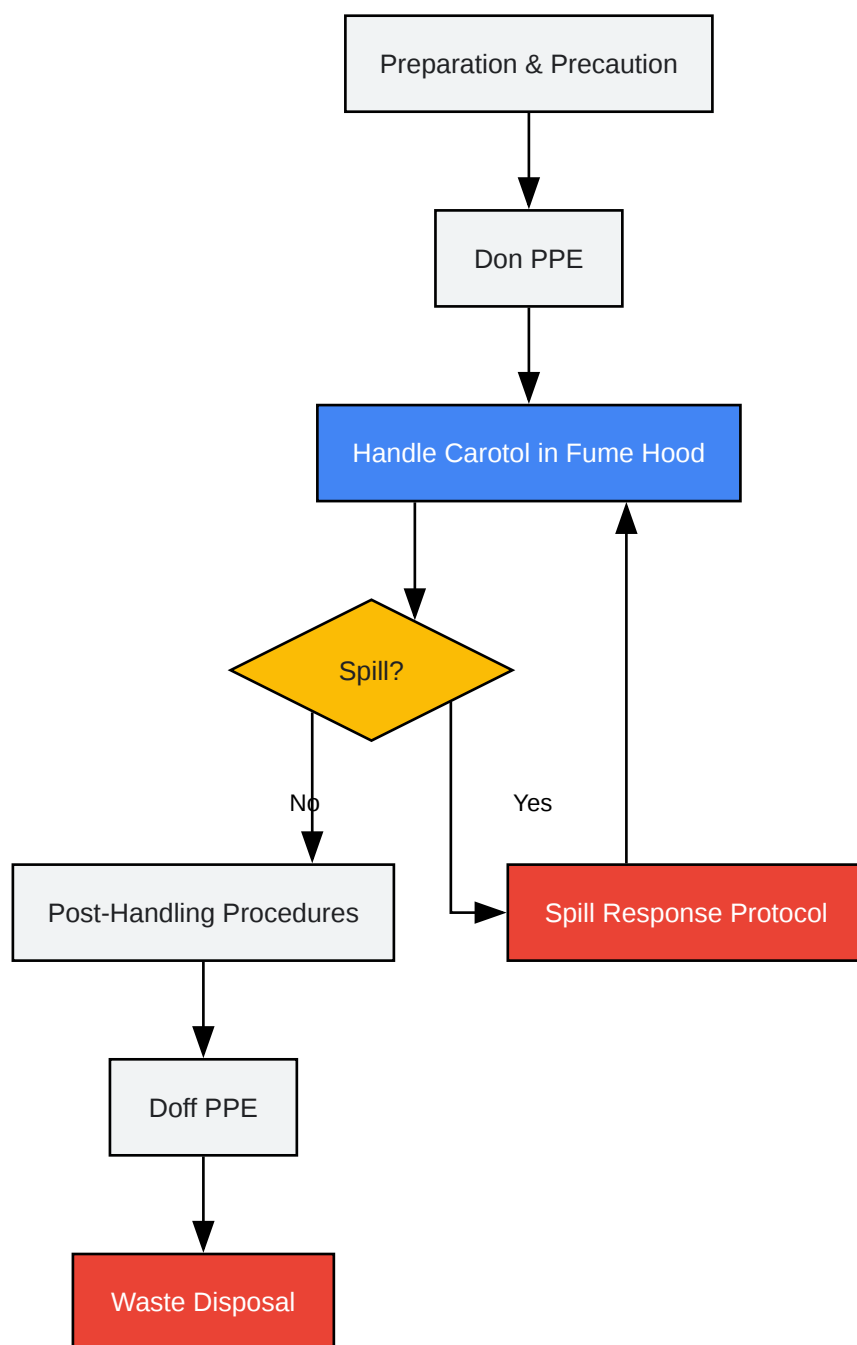 Preparation & Precaution
Don PPE
Handle Carotol in Fume Hood
Spill?
No
Yes
Post-Handling Procedures
Spill Response Protocol
Doff PPE
Waste Disposal